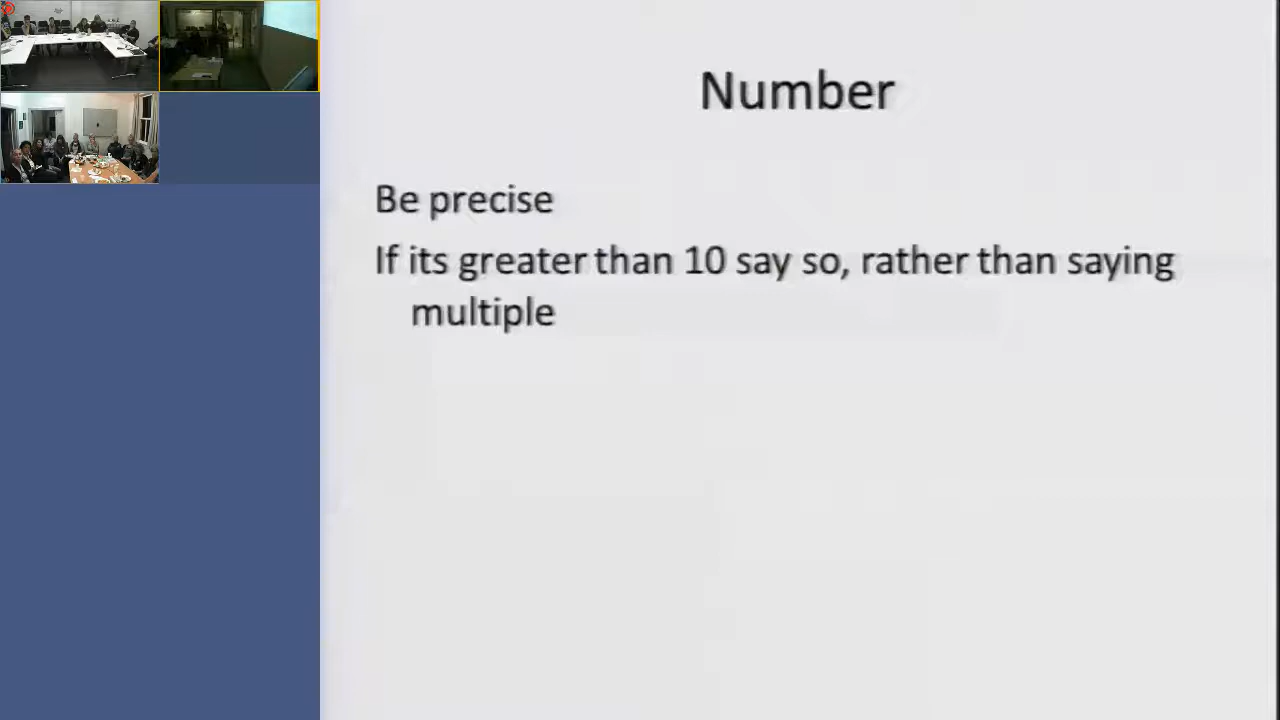 Number
Be precise
If its greater than 10 say so, rather than saying
multiple